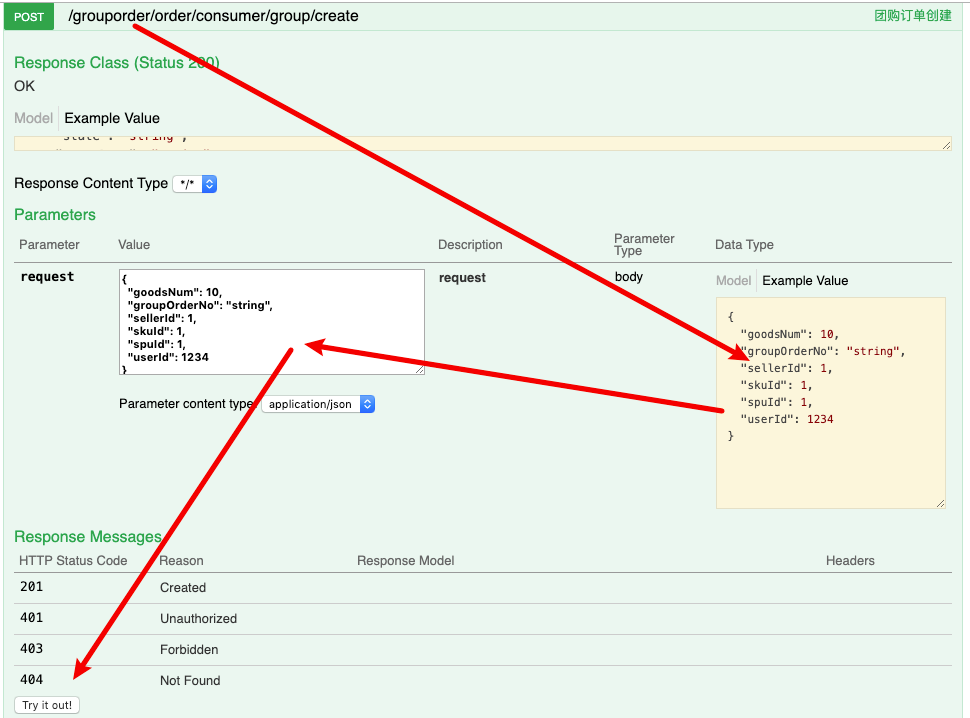 POST /grouporder/order/consumer/group/create 团购订单创建
Response Class (Status 200)
OK
Model Example Value
"string",
Response Content Type */*
Parameters
Parameter Value Description Parameter Type Data Type
request
{
"goodsNum": 10,
"groupOrderNo": "string",
"sellerId": 1,
"skuId": 1,
"spuId": 1,
"userId": 1234
}
Parameter content type: application/json
request
body
Model Example Value
{
"goodsNum": 10,
"groupOrderNo": "string",
"sellerId": 1,
"skuId": 1,
"spuId": 1,
"userId": 1234
}
Response Messages
HTTP Status Code Reason Response Model Headers
201 Created
401 Unauthorized
403 Forbidden
404 Not Found
Try it out!